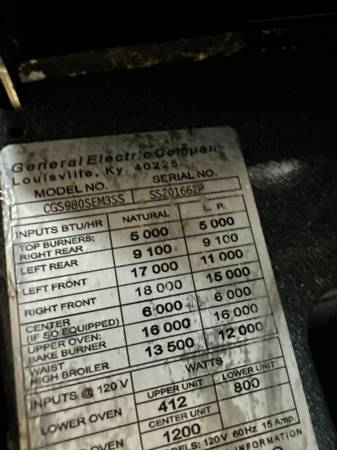 General Electric Company
Louisville, Ky. 40225
MODEL NO. SERIAL NO.
CGS980SEM3SS SS201662P
INPUTS BTU/HR NATURAL L. P.
TOP BURNERS:
RIGHT REAR 5 000 5 000
LEFT REAR 9 100 9 100
LEFT FRONT 17 000 11 000
RIGHT FRONT 18 000 15 000
CENTER
(IF SO EQUIPPED) 6 000 6 000
UPPER OVEN:
BAKE BURNER 16 000 16 000
WAIST
HIGH BROILER 13 500 12 000
INPUTS @ 120 V WATTS
UPPER UNIT LOWER UNIT
LOWER OVEN 412 800
CENTER UNIT
OVEN 1200
ELS: 120V 60Hz 15 Amp
INFORMATION